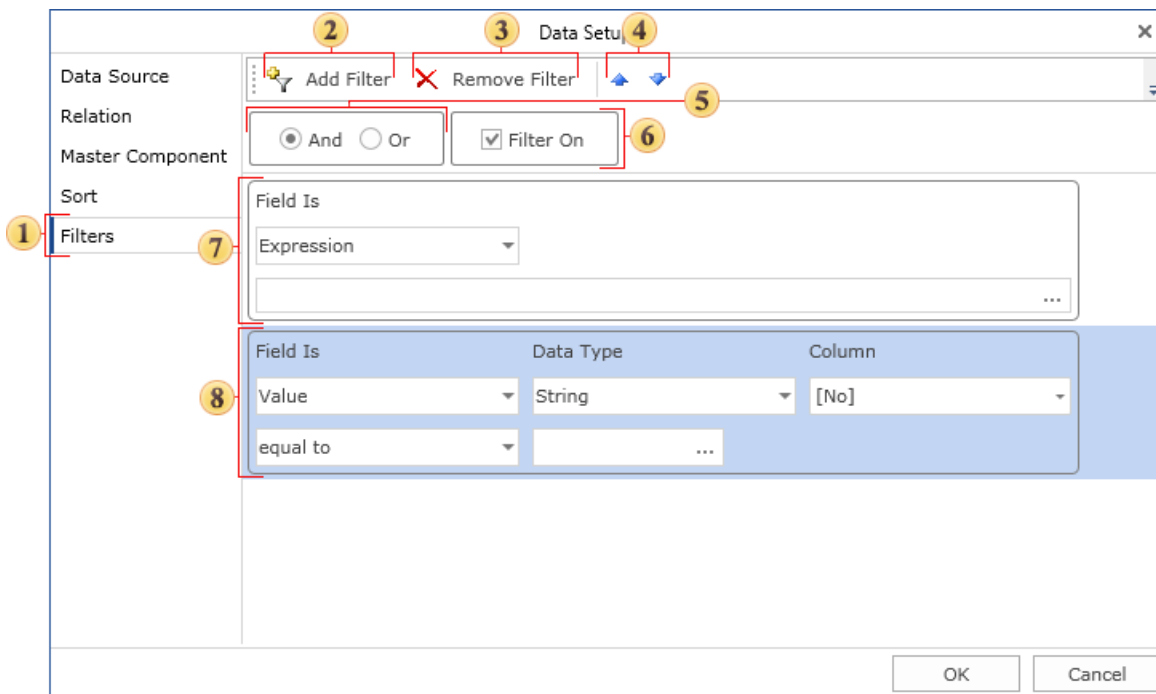 2 3 4
Data Setup
Data Source
Add Filter Remove Filter
5
Relation
And Or Filter On 6
Master Component
Sort
1 Filters
7 Field Is
Expression
...
8 Field Is Data Type Column
Value String [No]
equal to ...
OK Cancel